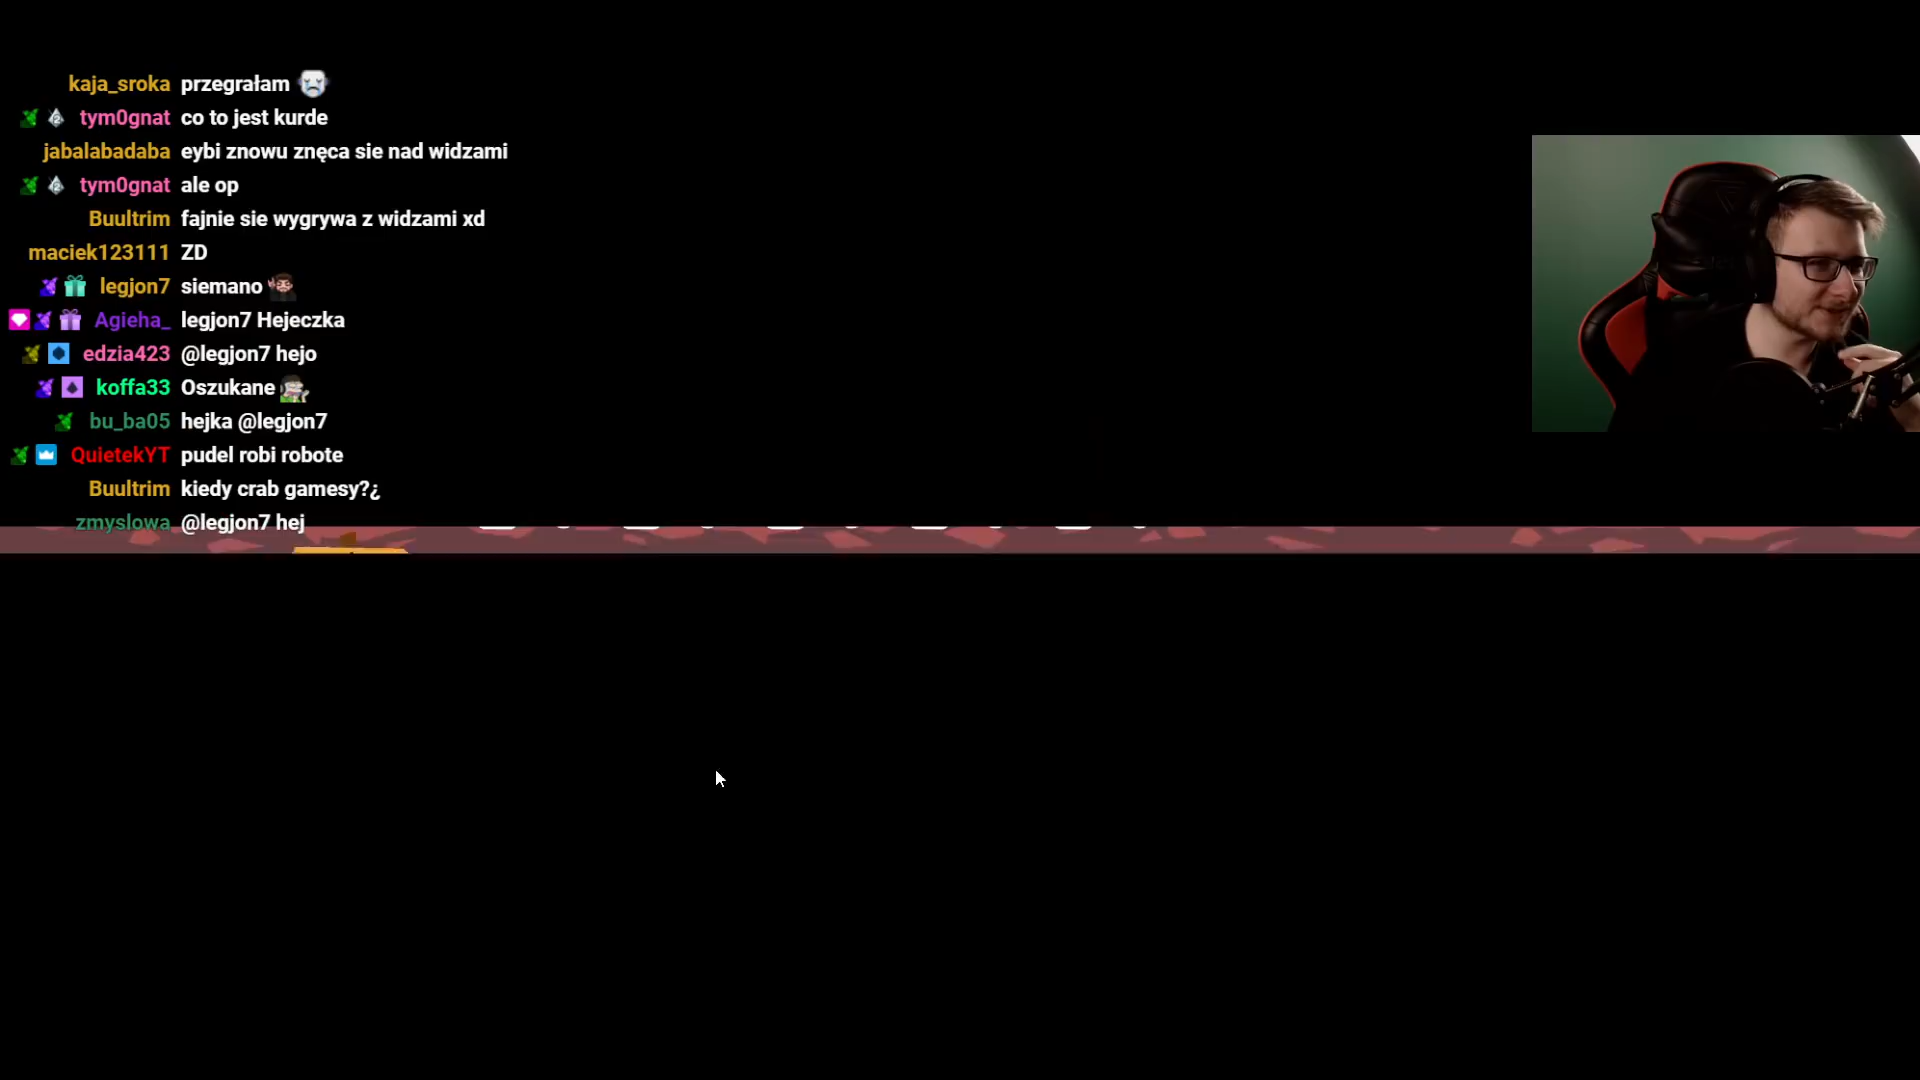 kaja_sroka przegrałam
tym0gnat co to jest kurde
jabalabadaba eybi znowu znęca sie nad widzami
tym0gnat ale op
Buultrim fajnie sie wygrywa z widzami xd
maciek123111 ZD
legjon7 siemano
Agieha_ legjon7 Hejeczka
edzia423 @legjon7 hejo
koffa33 Oszukane
bu_ba05 hejka @legjon7
QuietekYT pudel robi robote
Buultrim kiedy crab gamesy?¿
zmyslowa @legjon7 hej